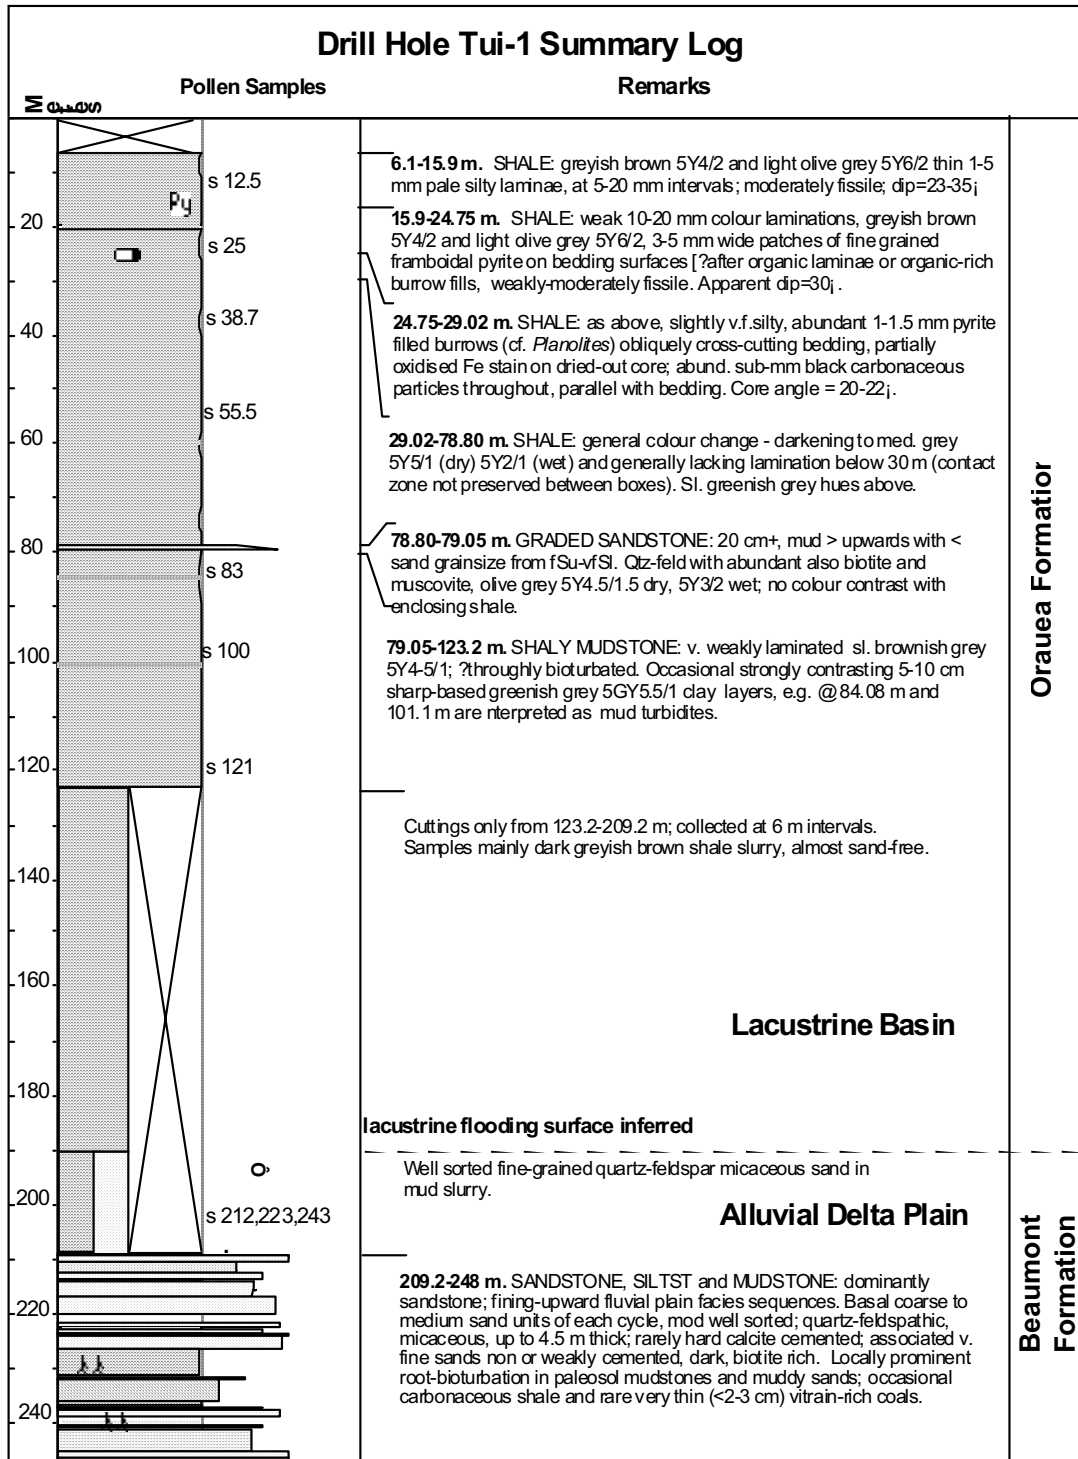 Drill Hole Tui-1 Summary Log
Metres
Pollen Samples
Remarks
6.1-15.9 m. SHALE: greyish brown 5Y4/2 and light olive grey 5Y6/2 thin 1-5
mm pale silty laminae, at 5-20 mm intervals; moderately fissile; dip=23-35¡
s 12.5
Py
15.9-24.75 m. SHALE: weak 10-20 mm colour laminations, greyish brown
5Y4/2 and light olive grey 5Y6/2, 3-5 mm wide patches of fine grained
framboidal pyrite on bedding surfaces [?after organic laminae or organic-rich
burrow fills, weakly-moderately fissile. Apparent dip=30¡.
20
s 25
24.75-29.02 m. SHALE: as above, slightly v.f.silty, abundant 1-1.5 mm pyrite
filled burrows (cf. Planolites) obliquely cross-cutting bedding, partially
oxidised Fe stain on dried-out core; abund. sub-mm black carbonaceous
particles throughout, parallel with bedding. Core angle = 20-22¡.
s 38.7
40
s 55.5
29.02-78.80 m. SHALE: general colour change - darkening to med. grey
5Y5/1 (dry) 5Y2/1 (wet) and generally lacking lamination below 30 m (contact
zone not preserved between boxes). Sl. greenish grey hues above.
60
78.80-79.05 m. GRADED SANDSTONE: 20 cm+, mud > upwards with <
sand grainsize from fSu-vfSl. Qtz-feld with abundant also biotite and
muscovite, olive grey 5Y4.5/1.5 dry, 5Y3/2 wet; no colour contrast with
enclosing shale.
80
s 83
79.05-123.2 m. SHALY MUDSTONE: v. weakly laminated sl. brownish grey
5Y4-5/1; ?throughly bioturbated. Occasional strongly contrasting 5-10 cm
sharp-based greenish grey 5GY5.5/1 clay layers, e.g. @ 84.08 m and
101.1 m are nterpreted as mud turbidites.
s 100
100
Orauea Formatior
120
s 121
Cuttings only from 123.2-209.2 m; collected at 6 m intervals.
Samples mainly dark greyish brown shale slurry, almost sand-free.
140
160
Lacustrine Basin
180
lacustrine flooding surface inferred
Well sorted fine-grained quartz-feldspar micaceous sand in
mud slurry.
200
s 212,223,243
Alluvial Delta Plain
209.2-248 m. SANDSTONE, SILTST and MUDSTONE: dominantly
sandstone; fining-upward fluvial plain facies sequences. Basal coarse to
medium sand units of each cycle, mod well sorted; quartz-feldspathic,
micaceous, up to 4.5 m thick; rarely hard calcite cemented; associated v.
fine sands non or weakly cemented, dark, biotite rich. Locally prominent
root-bioturbation in paleosol mudstones and muddy sands; occasional
carbonaceous shale and rare very thin (<2-3 cm) vitrain-rich coals.
220
240
Beaumont
Formation